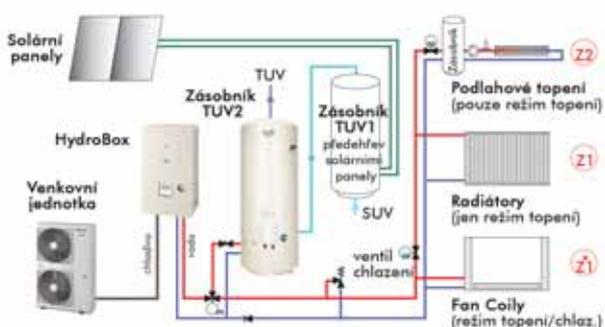 Solární
panely
TUV
Zásobník
TUV2
Zásobník
TUV1
předehřev
solárními
panely
SUV
HydroBox
Venkovní
jednotka
chladivo
voda
ventil
chlazení
Zásobník
Z2
Podlahové topení
(pouze režim topení)
Z1
Radiátory
(jen režim topení)
Z1
Fan Coily
(režim topení/chlaz.)